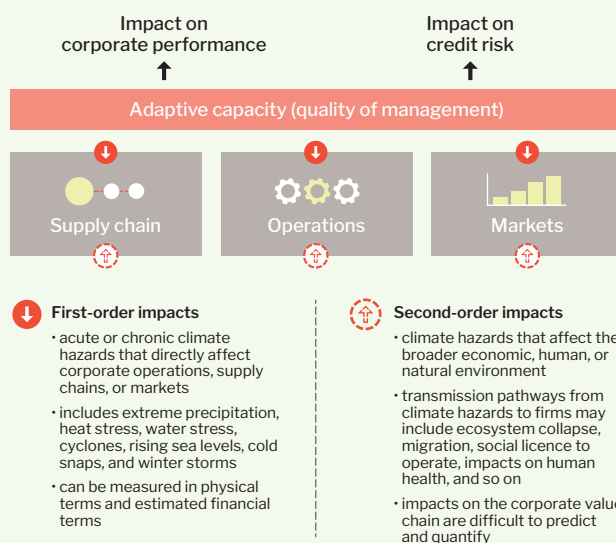 Impact on
corporate performance
Impact on
credit risk
Adaptive capacity (quality of management)
Supply chain
Operations
Markets
First-order impacts
• acute or chronic climate
hazards that directly affect
corporate operations, supply
chains, or markets
• includes extreme precipitation,
heat stress, water stress,
cyclones, rising sea levels, cold
snaps, and winter storms
• can be measured in physical
terms and estimated financial
terms
Second-order impacts
• climate hazards that affect the
broader economic, human, or
natural environment
• transmission pathways from
climate hazards to firms may
include ecosystem collapse,
migration, social licence to
operate, impacts on human
health, and so on
• impacts on the corporate value
chain are difficult to predict
and quantify